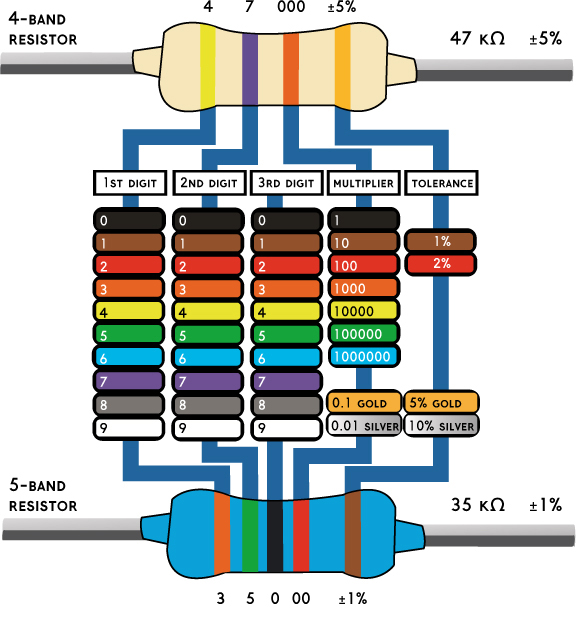 4 7 000 ±5%
4-BAND
RESISTOR
47 KΩ ±5%
1ST DIGIT 2ND DIGIT 3RD DIGIT MULTIPLIER TOLERANCE
0 0 0 1
1 1 1 10 1%
2 2 2 100 2%
3 3 3 1000
4 4 4 10000
5 5 5 100000
6 6 6 1000000
7 7 7
8 8 8 0.1 GOLD 5% GOLD
9 9 9 0.01 SILVER 10% SILVER
5-BAND
RESISTOR
35 KΩ ±1%
3 5 0 00 ±1%